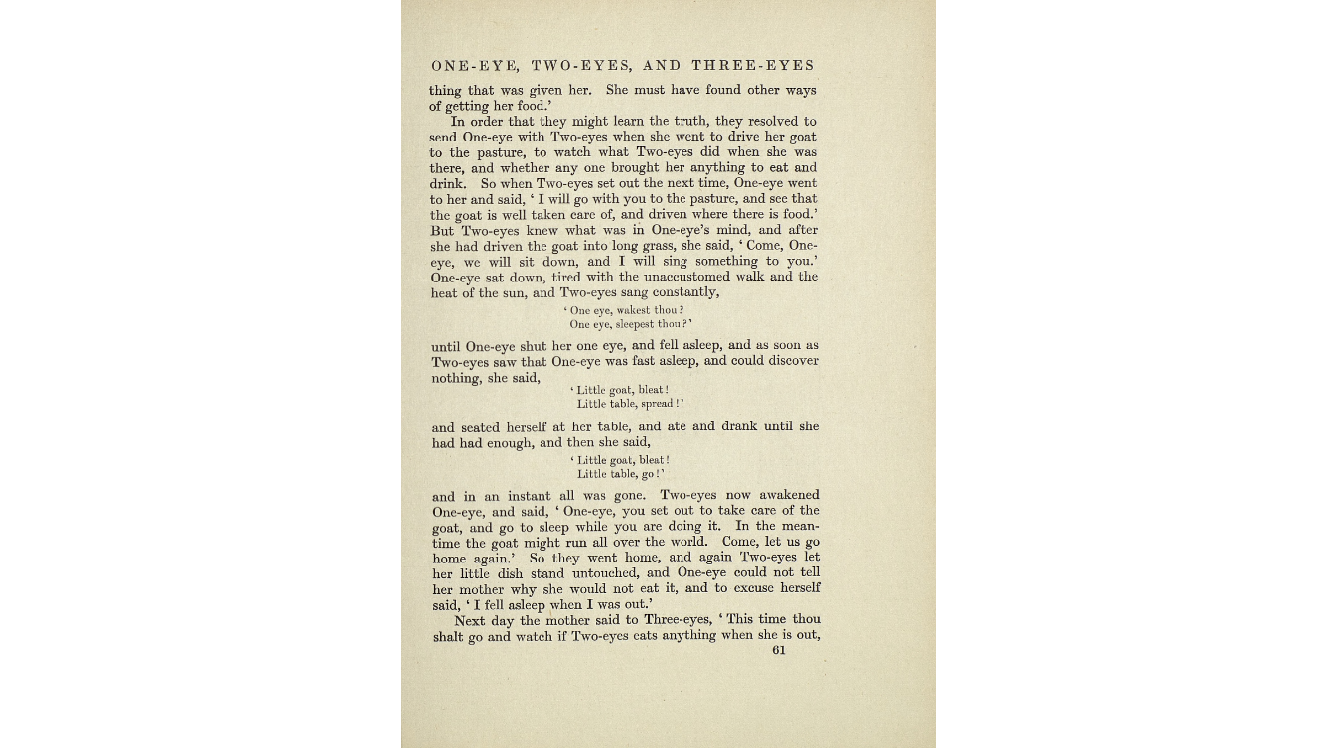 ONE-EYE, TWO-EYES, AND THREE-EYES
thing that was given her. She must have found other ways
of getting her food.'
In order that they might learn the truth, they resolved to
send One-eye with Two-eyes when she went to drive her goat
to the pasture, to watch what Two-eyes did when she was
there, and whether any one brought her anything to eat and
drink. So when Two-eyes set out the next time, One-eye went
to her and said, ' I will go with you to the pasture, and see that
the goat is well taken care of, and driven where there is food.'
But Two-eyes knew what was in One-eye's mind, and after
she had driven the goat into long grass, she said, ' Come, One-
eye, we will sit down, and I will sing something to you.'
One-eye sat down, tired with the unaccustomed walk and the
heat of the sun, and Two-eyes sang constantly,
' One eye, wakest thou?
One eye, sleepest thou?'
until One-eye shut her one eye, and fell asleep, and as soon as
Two-eyes saw that One-eye was fast asleep, and could discover
nothing, she said,
' Little goat, bleat!
Little table, spread!'
and seated herself at her table, and ate and drank until she
had had enough, and then she said,
' Little goat, bleat!
Little table, go!'
and in an instant all was gone. Two-eyes now awakened
One-eye, and said, ' One-eye, you set out to take care of the
goat, and go to sleep while you are doing it. In the mean-
time the goat might run all over the world. Come, let us go
home again.' So they went home, and again Two-eyes let
her little dish stand untouched, and One-eye could not tell
her mother why she would not eat it, and to excuse herself
said, ' I fell asleep when I was out.'
Next day the mother said to Three-eyes, ' This time thou
shalt go and watch if Two-eyes eats anything when she is out,
61